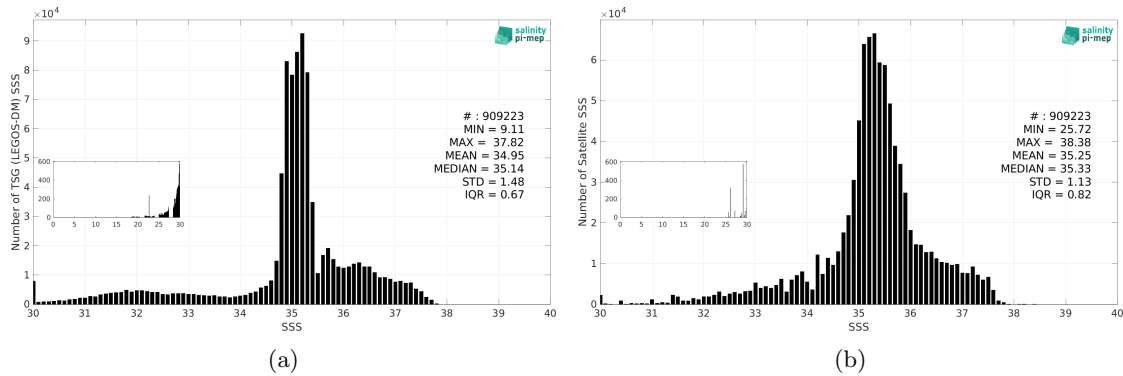 ×10⁴
9
8
7
6
5
4
3
2
1
0
Number of TSG (LEGOS-DM) SSS
30 31 32 33 34 35 36 37 38 39 40
SSS
salinity
pi-mep
# : 909223
MIN = 9.11
MAX = 37.82
MEAN = 34.95
MEDIAN = 35.14
STD = 1.48
IQR = 0.67
600
400
200
0
0 5 10 15 20 25 30
(a)
×10⁴
6
5
4
3
2
1
0
Number of Satellite SSS
30 31 32 33 34 35 36 37 38 39 40
SSS
salinity
pi-mep
# : 909223
MIN = 25.72
MAX = 38.38
MEAN = 35.25
MEDIAN = 35.33
STD = 1.13
IQR = 0.82
600
400
200
0
0 5 10 15 20 25 30
(b)